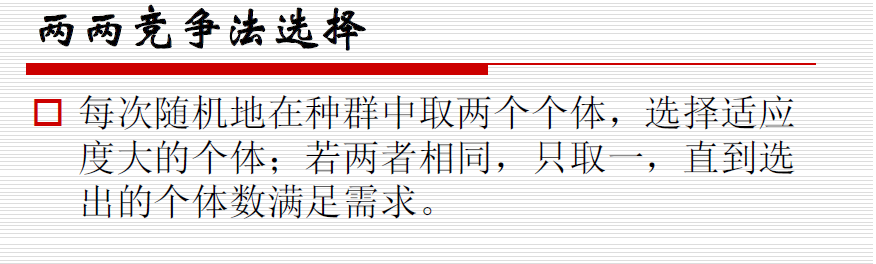 两两竞争法选择
每次随机地在种群中取两个个体，选择适应
度大的个体；若两者相同，只取一，直到选
出的个体数满足需求。